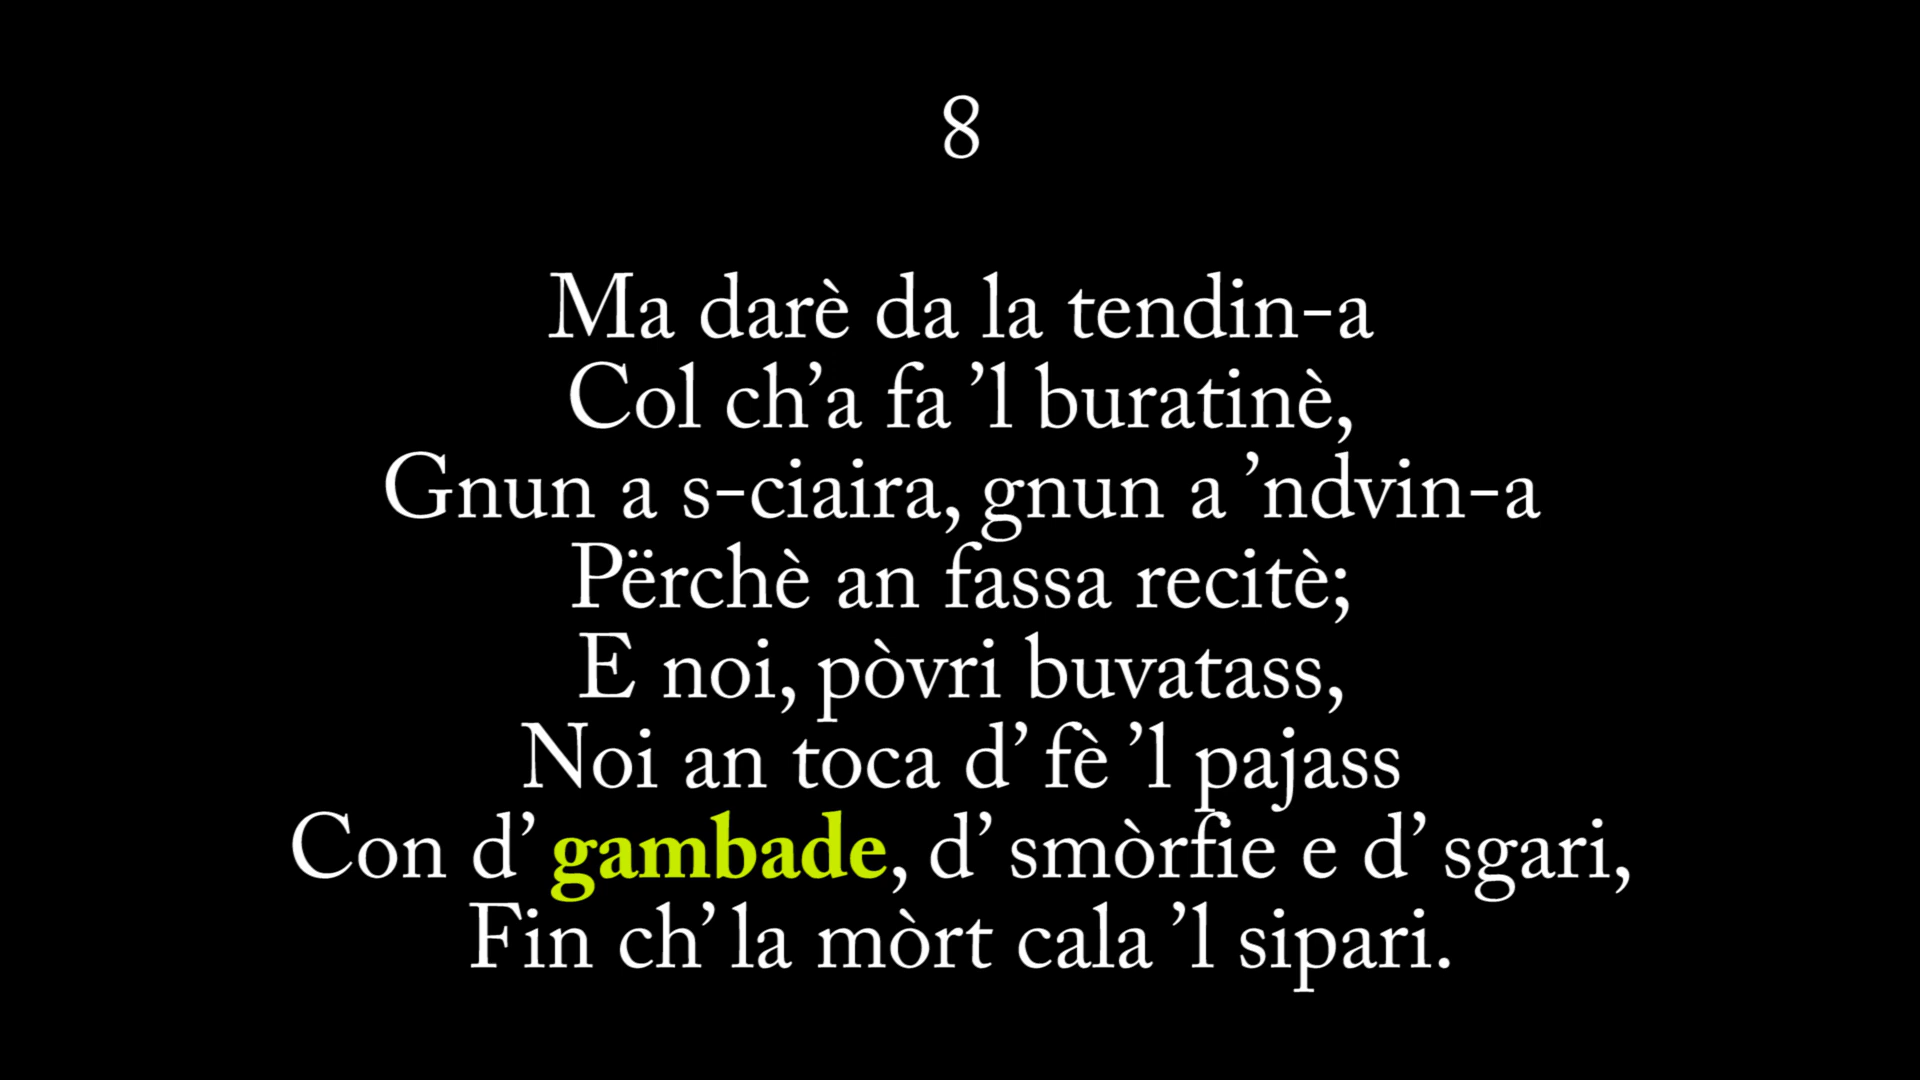 8
Ma darè da la tendin-a
Col ch’a fa ’l buratinè,
Gnun a s-ciaira, gnun a ’ndvin-a
Përchè an fassa recitè;
E noi, pòvri buvatass,
Noi an toca d’ fè ’l pajass
Con d’ gambade, d’ smòrfie e d’ sgari,
Fin ch’ la mòrt cala ’l sipari.